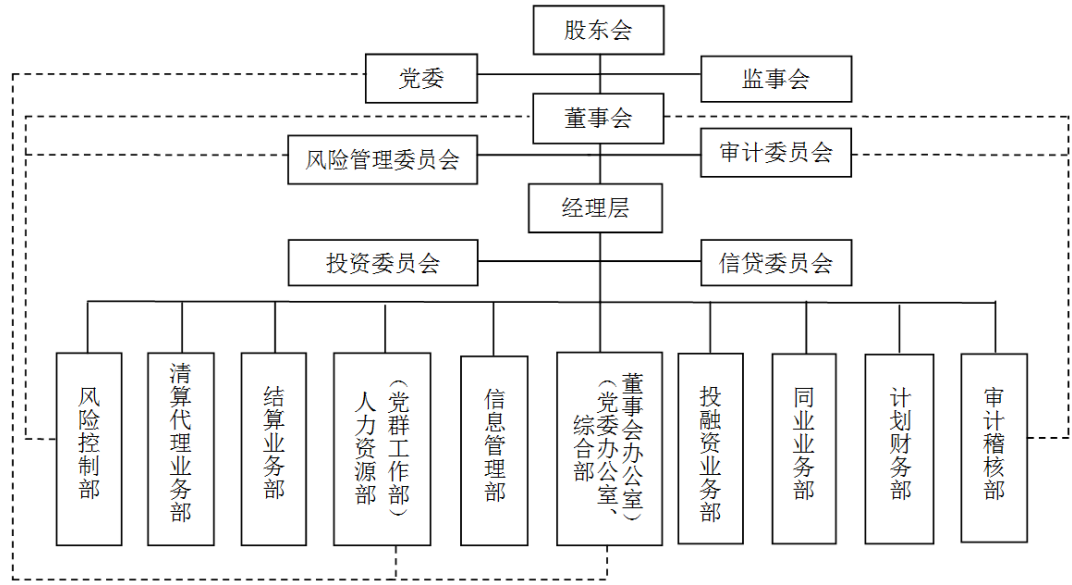 股东会
党委
监事会
董事会
风险管理委员会
审计委员会
经理层
投资委员会
信贷委员会
风险控制部
清算代理业务部
结算业务部
人力资源部
（党群工作部）
信息管理部
综合部
（党委办公室、
董事会办公室）
投融资业务部
同业业务部
计划财务部
审计稽核部